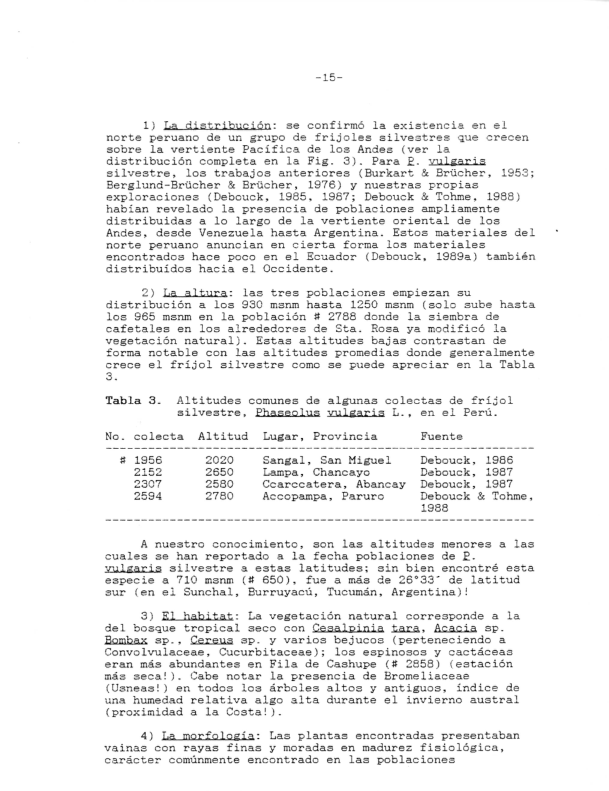 -15-
1) La distribución: se confirmó la existencia en el
norte peruano de un grupo de frijoles silvestres que crecen
sobre la vertiente Pacífica de los Andes (ver la
distribución completa en la Fig. 3). Para P. vulgaris
silvestre, los trabajos anteriores (Burkart & Brücher, 1953;
Berglund-Brücher & Brücher, 1976) y nuestras propias
exploraciones (Debouck, 1985, 1987; Debouck & Tohme, 1988)
habían revelado la presencia de poblaciones ampliamente
distribuidas a lo largo de la vertiente oriental de los
Andes, desde Venezuela hasta Argentina. Estos materiales del
norte peruano anuncian en cierta forma los materiales
encontrados hace poco en el Ecuador (Debouck, 1989a) también
distribuídos hacia el Occidente.
2) La altura: las tres poblaciones empiezan su
distribución a los 930 msnm hasta 1250 msnm (solo sube hasta
los 965 msnm en la población # 2788 donde la siembra de
cafetales en los alrededores de Sta. Rosa ya modificó la
vegetación natural). Estas altitudes bajas contrastan de
forma notable con las altitudes promedias donde generalmente
crece el fríjol silvestre como se puede apreciar en la Tabla
3.
Tabla 3. Altitudes comunes de algunas colectas de fríjol
silvestre, Phaseolus vulgaris L., en el Perú.
No. colecta Altitud Lugar, Provincia Fuente
# 1956 2020 Sangal, San Miguel Debouck, 1986
2152 2650 Lampa, Chancayo Debouck, 1987
2307 2580 Ccarccatera, Abancay Debouck, 1987
2594 2780 Accopampa, Paruro Debouck & Tohme,
1988
A nuestro conocimiento, son las altitudes menores a las
cuales se han reportado a la fecha poblaciones de P.
vulgaris silvestre a estas latitudes; sin bien encontré esta
especie a 710 msnm (# 650), fue a más de 26°33´ de latitud
sur (en el Sunchal, Burruyacú, Tucumán, Argentina)!
3) El habitat: La vegetación natural corresponde a la
del bosque tropical seco con Cesalpinia tara, Acacia sp.
Bombax sp., Cereus sp. y varios bejucos (perteneciendo a
Convolvulaceae, Cucurbitaceae); los espinosos y cactáceas
eran más abundantes en Fila de Cashupe (# 2858) (estación
más seca!). Cabe notar la presencia de Bromeliaceae
(Usneas!) en todos los árboles altos y antiguos, índice de
una humedad relativa algo alta durante el invierno austral
(proximidad a la Costa!).
4) La morfología: Las plantas encontradas presentaban
vainas con rayas finas y moradas en madurez fisiológica,
carácter comúnmente encontrado en las poblaciones